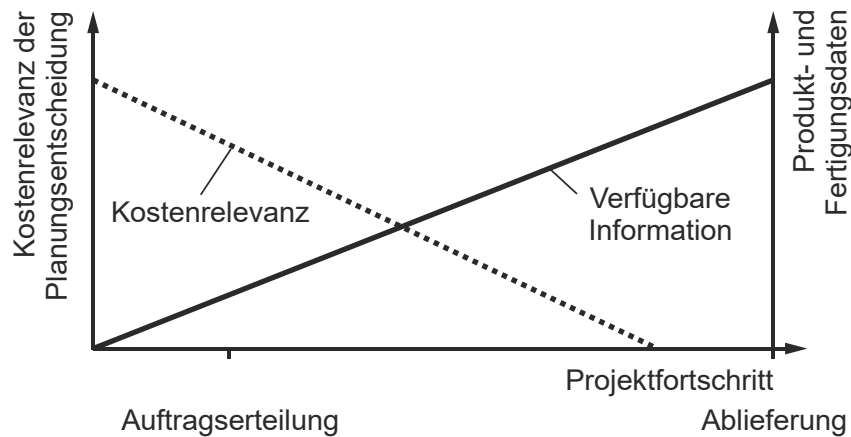 Kostenrelevanz der
Planungsentscheidung
Produkt- und
Fertigungsdaten
Kostenrelevanz
Verfügbare
Information
Projektfortschritt
Auftragserteilung
Ablieferung